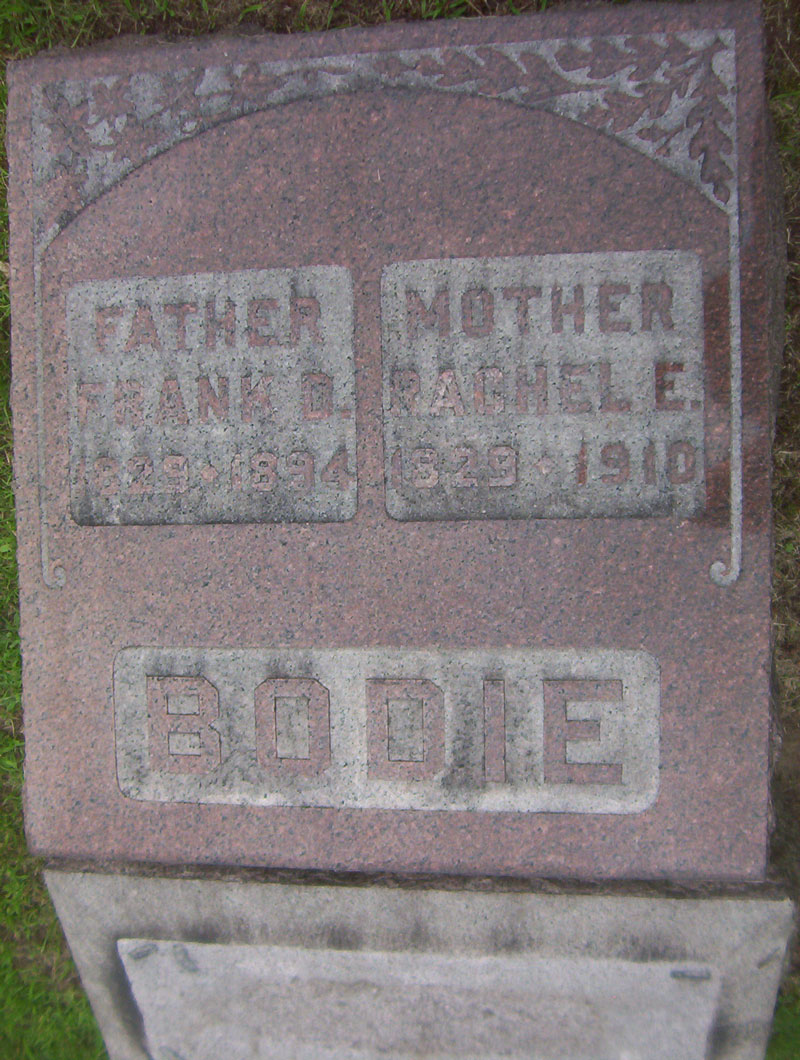 FATHER
FRANK D.
1829 - 1894
MOTHER
RACHEL E.
1829 - 1910
BODIE